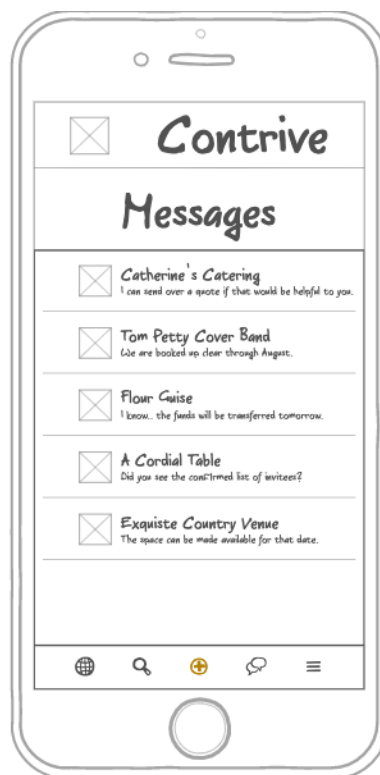 Contrive
Messages
Catherine's Catering
I can send over a quote if that would be helpful to you.
Tom Petty Cover Band
We are booked up clear through August.
Flour Guise
I know... the funds will be transferred tomorrow.
A Cordial Table
Did you see the confirmed list of invitees?
Exquiste Country Venue
The space can be made available for that date.